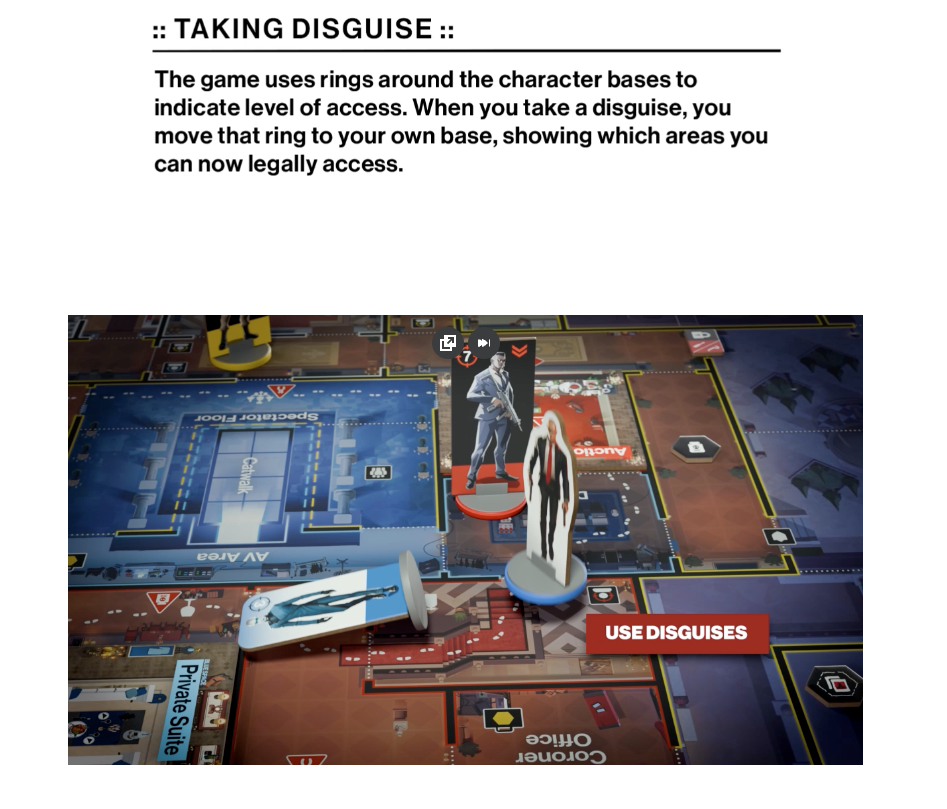 :: TAKING DISGUISE ::
The game uses rings around the character bases to
indicate level of access. When you take a disguise, you
move that ring to your own base, showing which areas you
can now legally access.
7
Spectator Floor
Catwalk
Auction
AV Area
USE DISGUISES
Private Suite
Coroner
Office